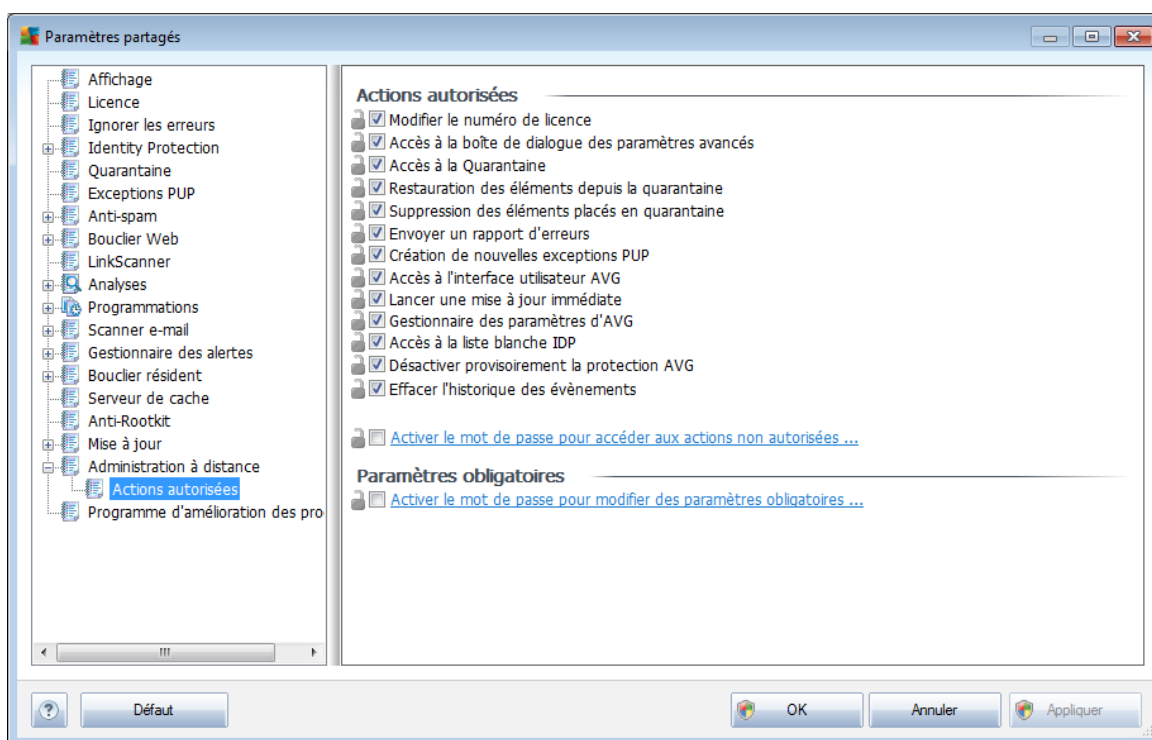 Paramètres partagés
Affichage
Licence
Ignorer les erreurs
Identity Protection
Quarantaine
Exceptions PUP
Anti-spam
Bouclier Web
LinkScanner
Analyses
Programmations
Scanner e-mail
Gestionnaire des alertes
Bouclier résident
Serveur de cache
Anti-Rootkit
Mise à jour
Administration à distance
Actions autorisées
Programme d'amélioration des pro
Actions autorisées
Modifier le numéro de licence
Accès à la boîte de dialogue des paramètres avancés
Accès à la Quarantaine
Restauration des éléments depuis la quarantaine
Suppression des éléments placés en quarantaine
Envoyer un rapport d'erreurs
Création de nouvelles exceptions PUP
Accès à l'interface utilisateur AVG
Lancer une mise à jour immédiate
Gestionnaire des paramètres d'AVG
Accès à la liste blanche IDP
Désactiver provisoirement la protection AVG
Effacer l'historique des évènements
Activer le mot de passe pour accéder aux actions non autorisées ...
Paramètres obligatoires
Activer le mot de passe pour modifier des paramètres obligatoires ...
?
Défaut
OK
Annuler
Appliquer